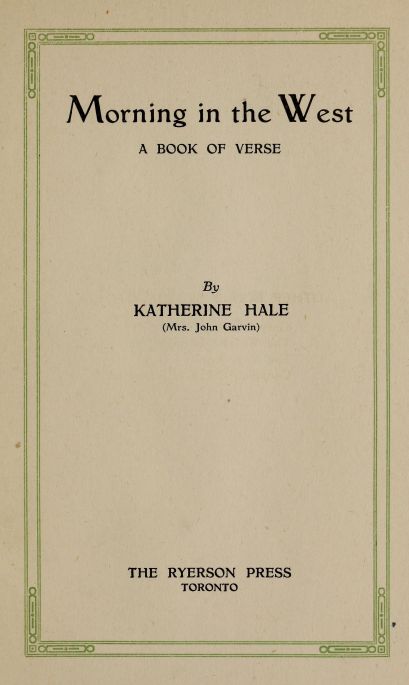 Morning in the West
A BOOK OF VERSE
By
KATHERINE HALE
(Mrs. John Garvin)
THE RYERSON PRESS
TORONTO